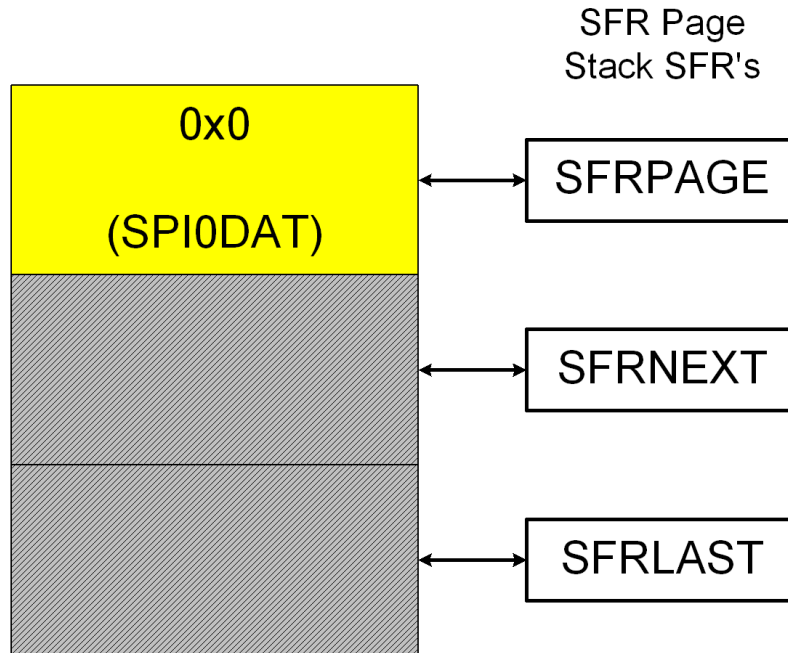 SFR Page
Stack SFR's
0x0
(SPI0DAT)
SFRPAGE
SFRNEXT
SFRLAST